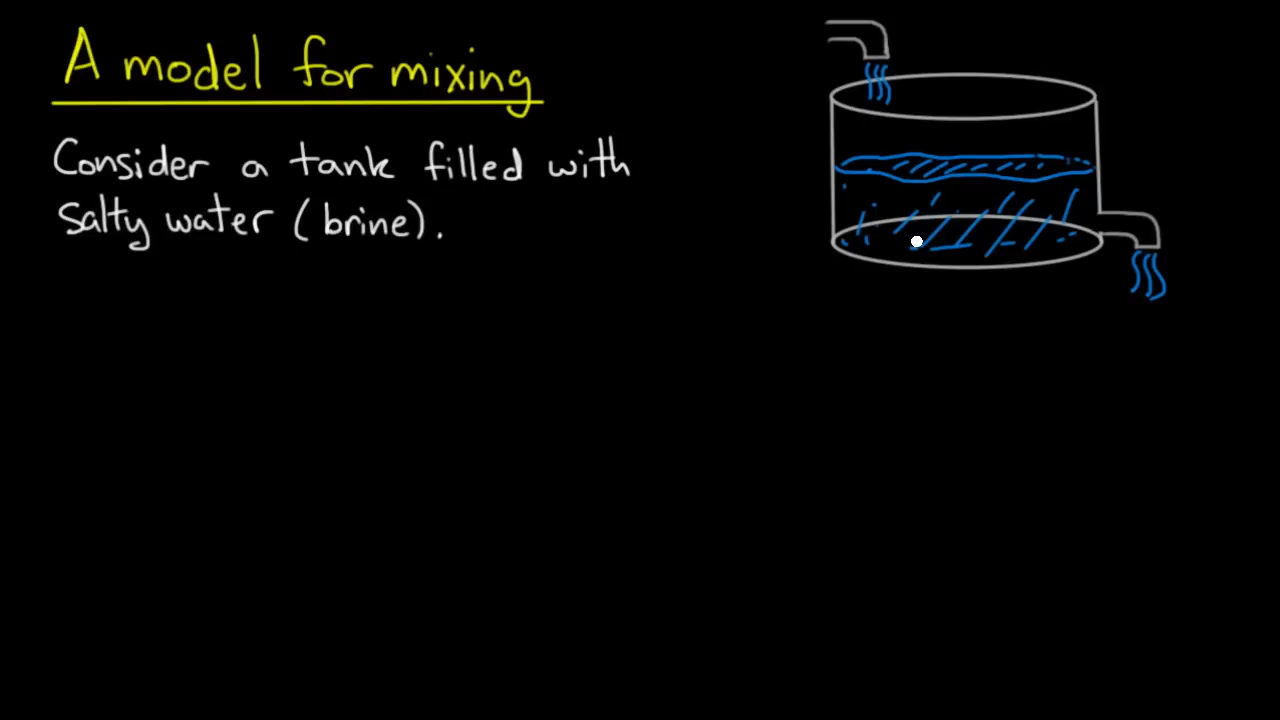 A model for mixing
Consider a tank filled with
Salty water (brine).